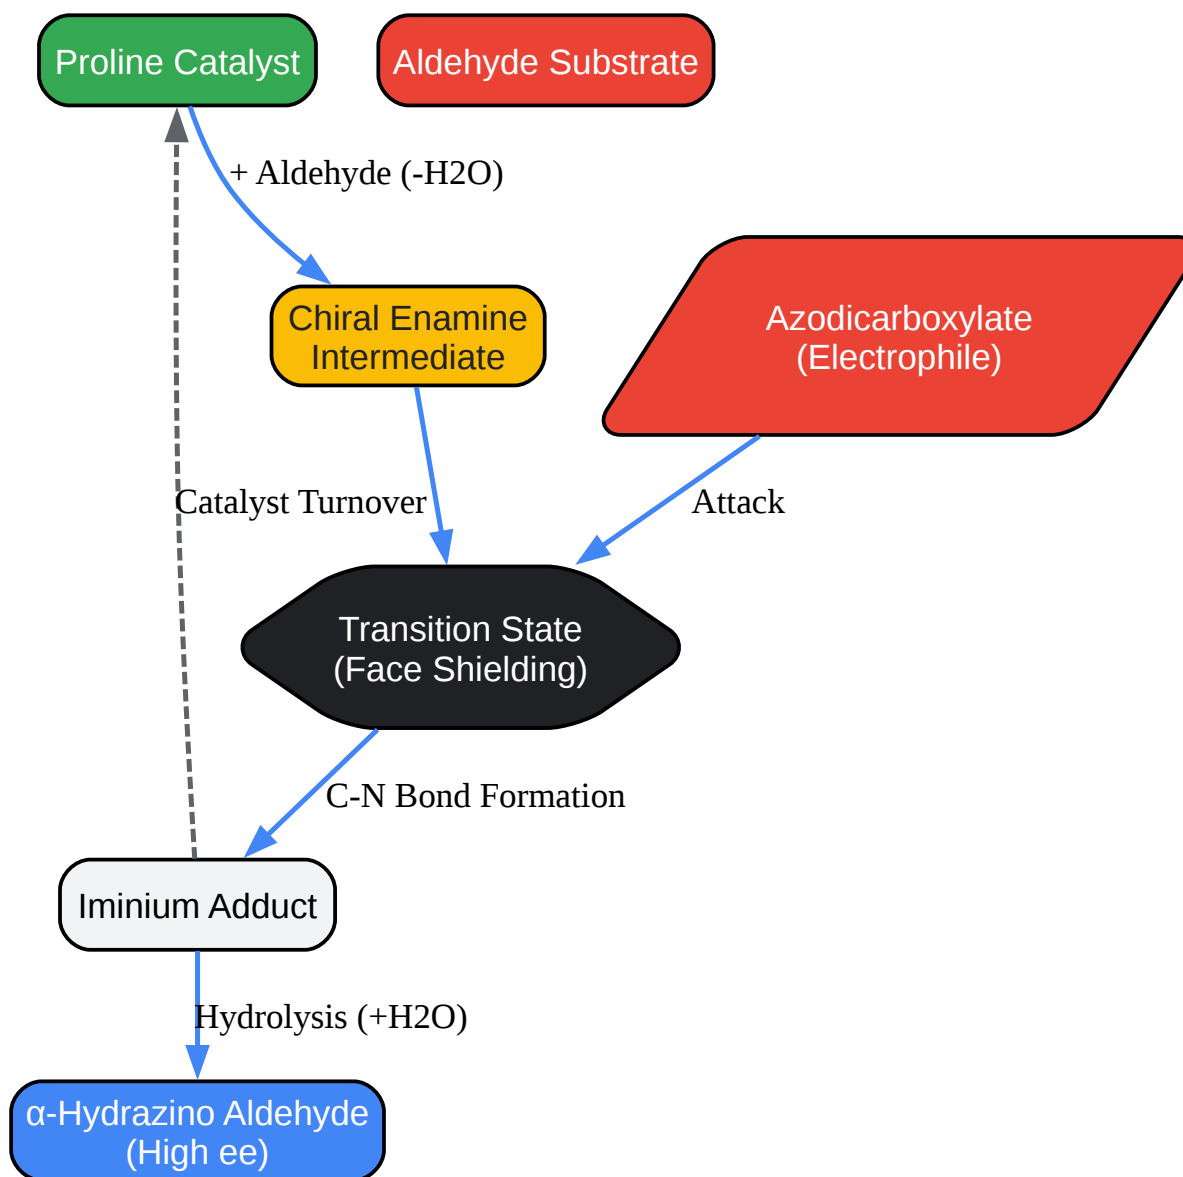 Proline Catalyst
Aldehyde Substrate
+ Aldehyde (-H2O)
Chiral Enamine
Intermediate
Azodicarboxylate
(Electrophile)
Catalyst Turnover
Attack
Transition State
(Face Shielding)
C-N Bond Formation
Iminium Adduct
Hydrolysis (+H2O)
α-Hydrazino Aldehyde
(High ee)